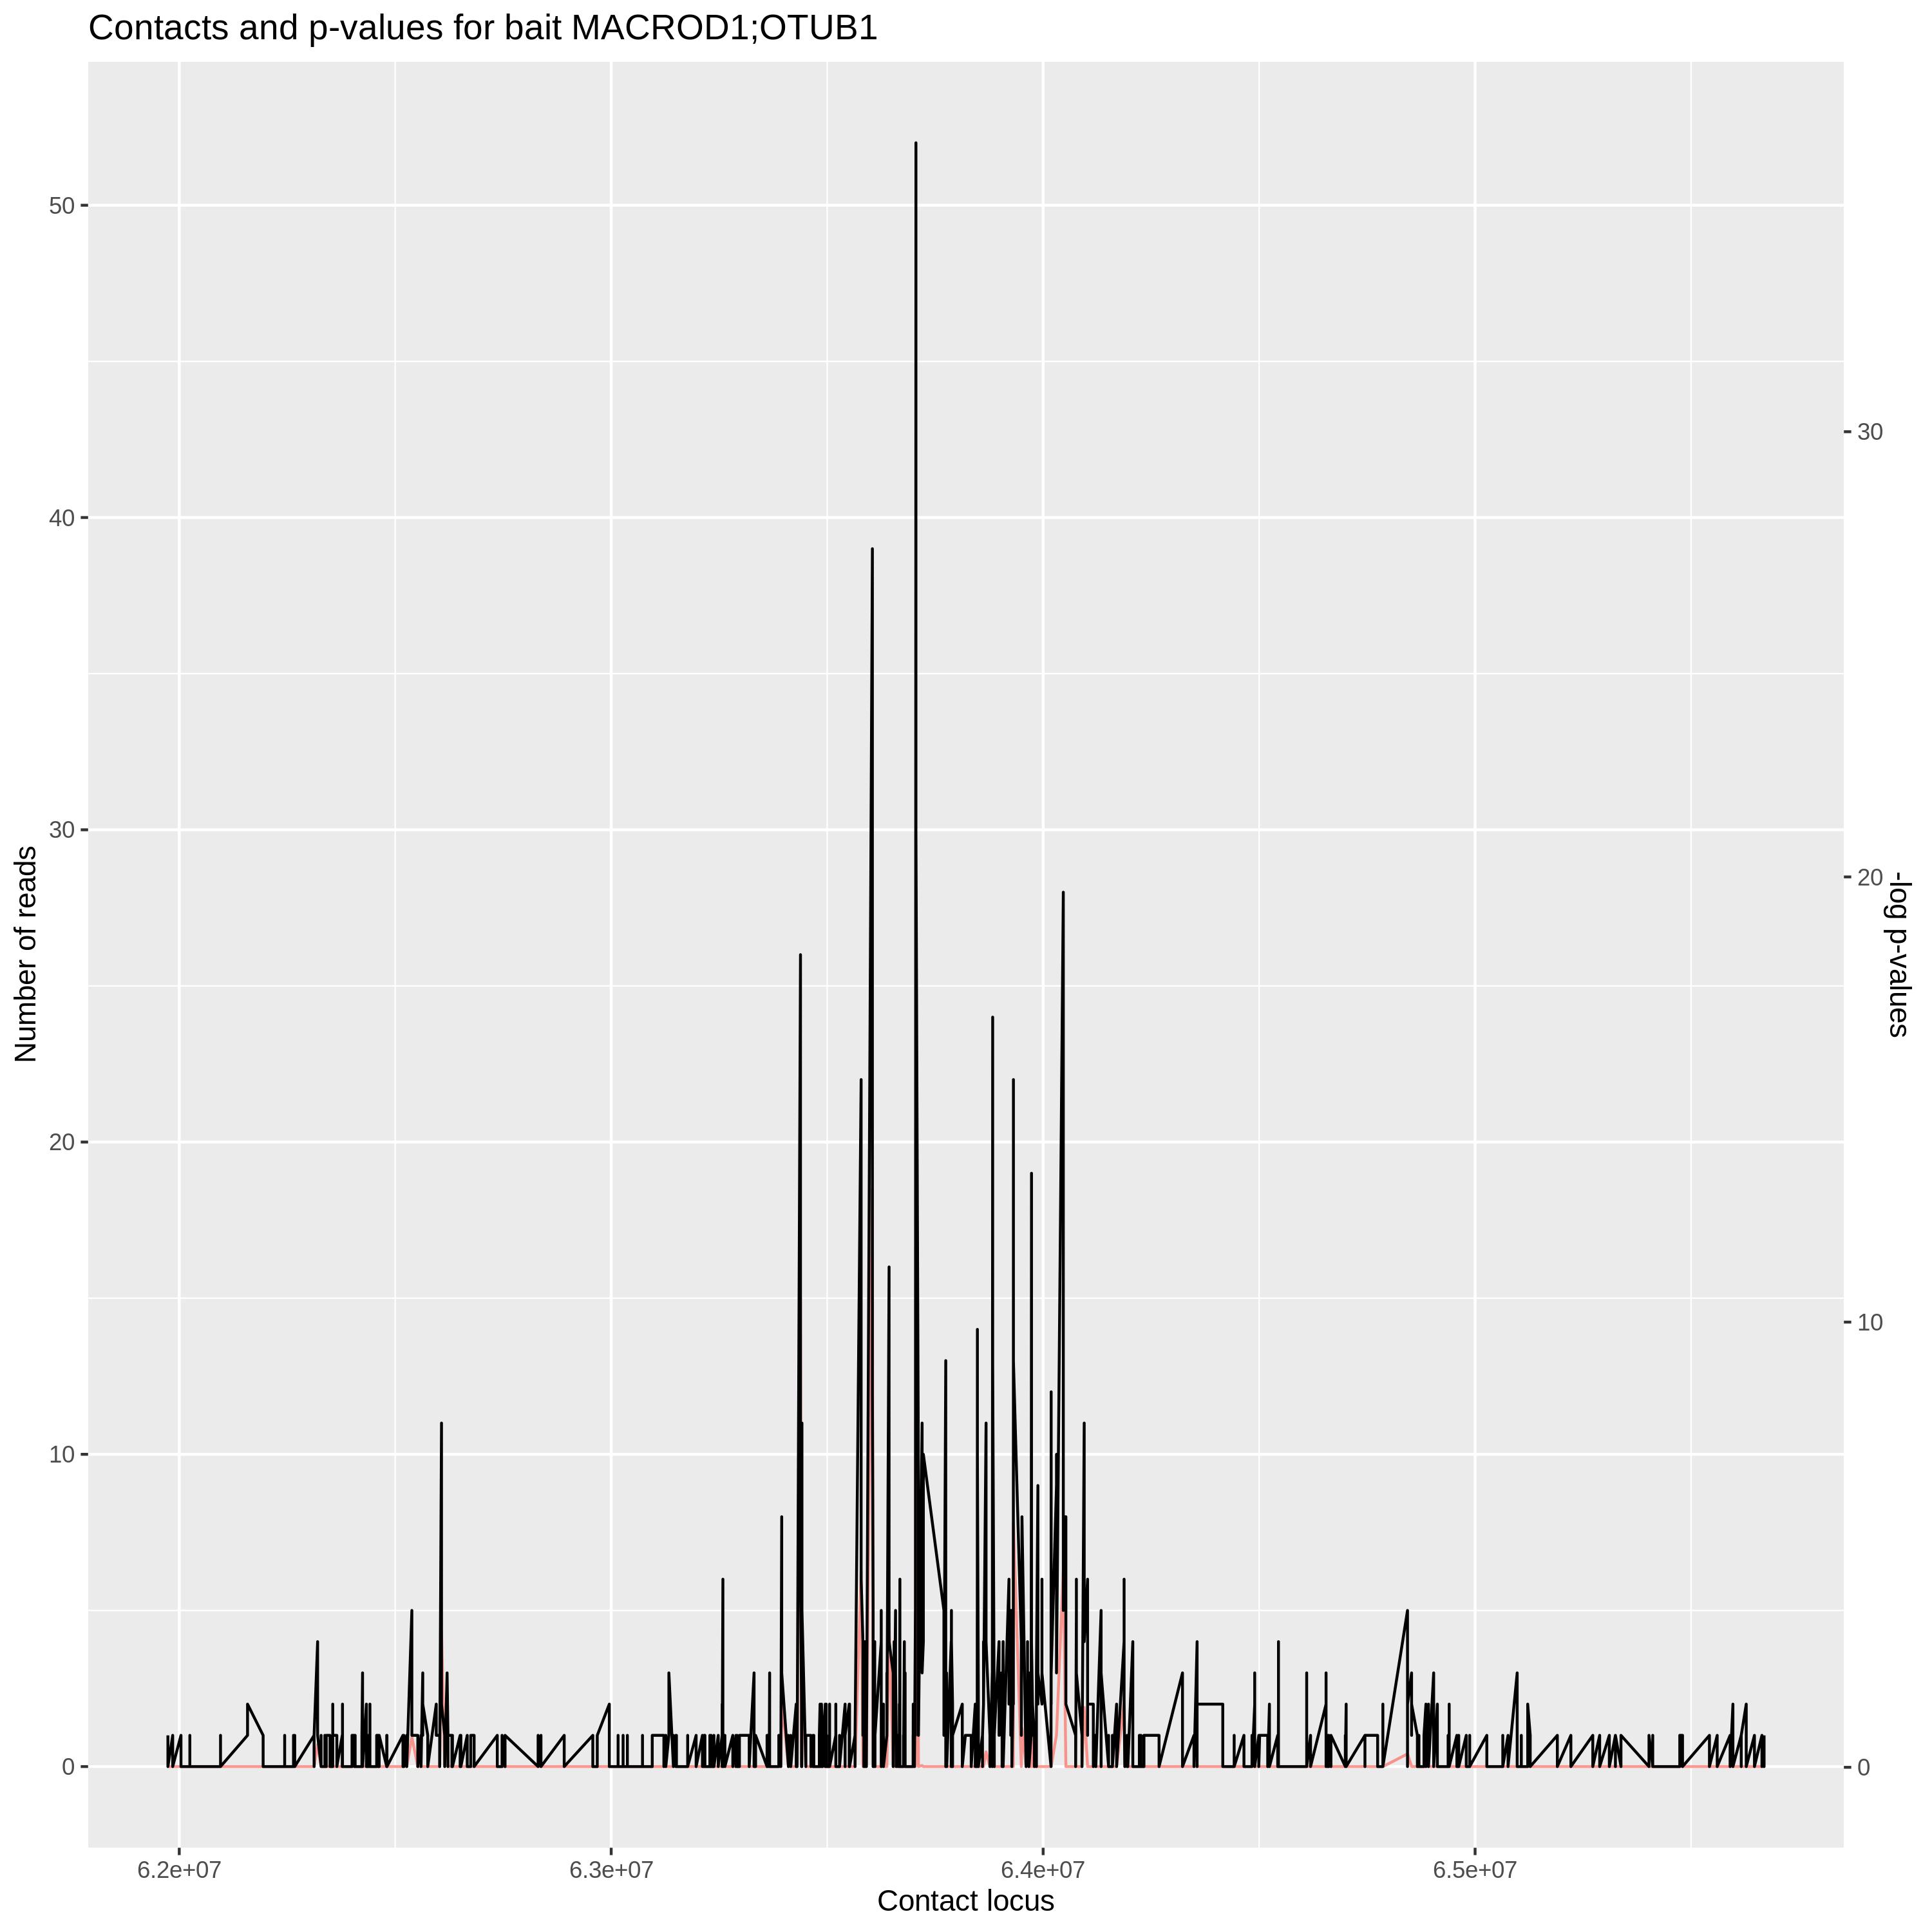 Contacts and p-values for bait MACROD1;OTUB1
50
40
30
20
10
0
Number of reads
30
20
10
0
-log p-values
6.2e+07
6.3e+07
6.4e+07
6.5e+07
Contact locus